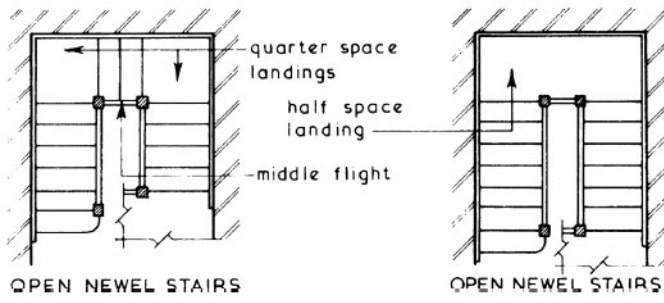 quarter space
landings
half space
landing
middle flight
OPEN NEWEL STAIRS
OPEN NEWEL STAIRS